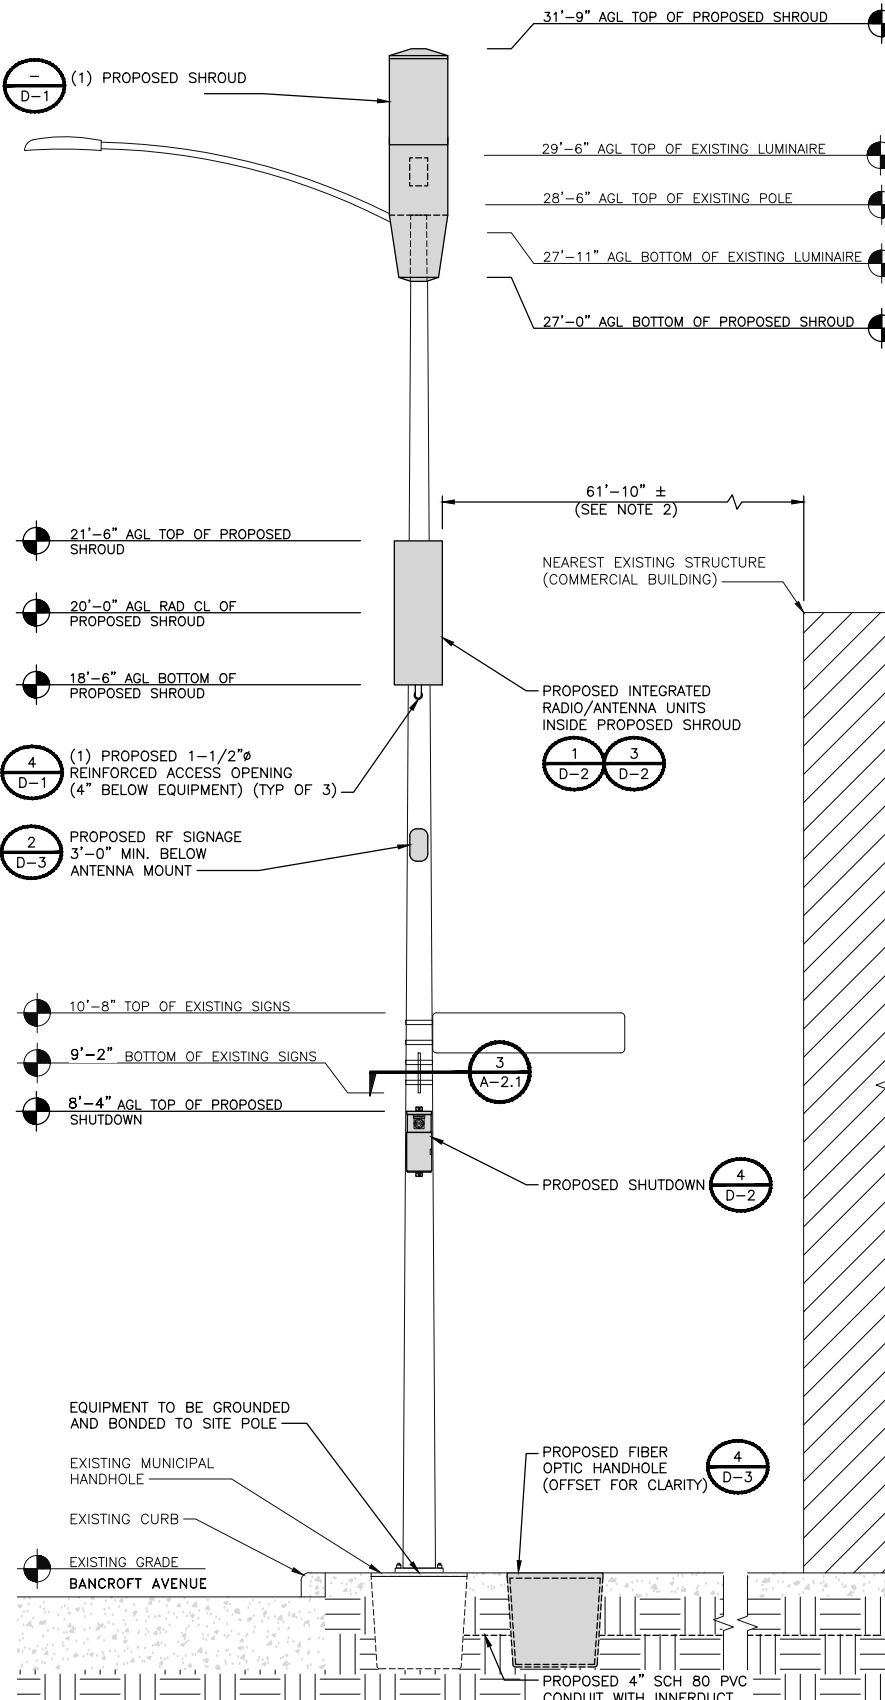 31'-9" AGL TOP OF PROPOSED SHROUD
–
D-1
(1) PROPOSED SHROUD
29'-6" AGL TOP OF EXISTING LUMINAIRE
28'-6" AGL TOP OF EXISTING POLE
27'-11" AGL BOTTOM OF EXISTING LUMINAIRE
27'-0" AGL BOTTOM OF PROPOSED SHROUD
61'-10" ±
(SEE NOTE 2)
21'-6" AGL TOP OF PROPOSED
SHROUD
NEAREST EXISTING STRUCTURE
(COMMERCIAL BUILDING)
20'-0" AGL RAD CL OF
PROPOSED SHROUD
18'-6" AGL BOTTOM OF
PROPOSED SHROUD
PROPOSED INTEGRATED
RADIO/ANTENNA UNITS
INSIDE PROPOSED SHROUD
1
D-2
3
D-2
4
D-1
(1) PROPOSED 1-1/2"ø
REINFORCED ACCESS OPENING
(4" BELOW EQUIPMENT) (TYP OF 3)
2
D-3
PROPOSED RF SIGNAGE
3'-0" MIN. BELOW
ANTENNA MOUNT
10'-8" TOP OF EXISTING SIGNS
9'-2" BOTTOM OF EXISTING SIGNS
3
A-2.1
8'-4" AGL TOP OF PROPOSED
SHUTDOWN
PROPOSED SHUTDOWN
4
D-2
EQUIPMENT TO BE GROUNDED
AND BONDED TO SITE POLE
EXISTING MUNICIPAL
HANDHOLE
PROPOSED FIBER
OPTIC HANDHOLE
(OFFSET FOR CLARITY)
4
D-3
EXISTING CURB
EXISTING GRADE
BANCROFT AVENUE
PROPOSED 4" SCH 80 PVC
CONDUIT WITH INNERDUCT